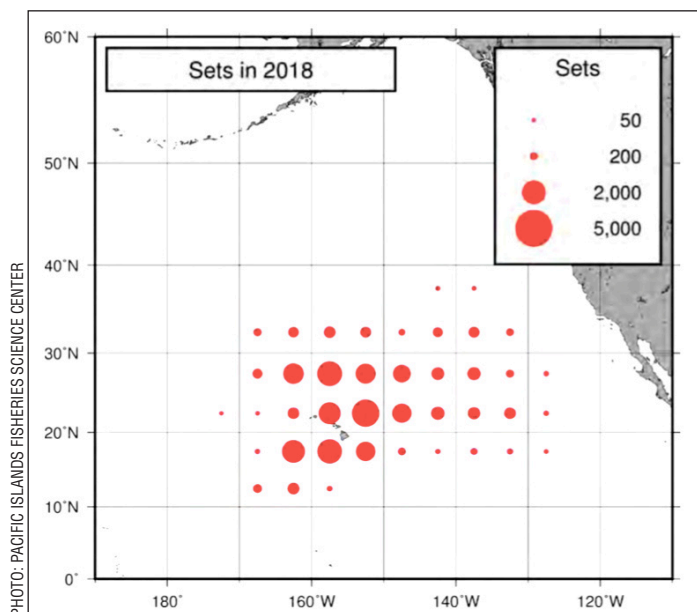 Sets in 2018
Sets
50
200
2,000
5,000
60˚N
50˚N
40˚N
30˚N
20˚N
10˚N
0˚
180˚
160˚W
140˚W
120˚W
PHOTO: PACIFIC ISLANDS FISHERIES SCIENCE CENTER